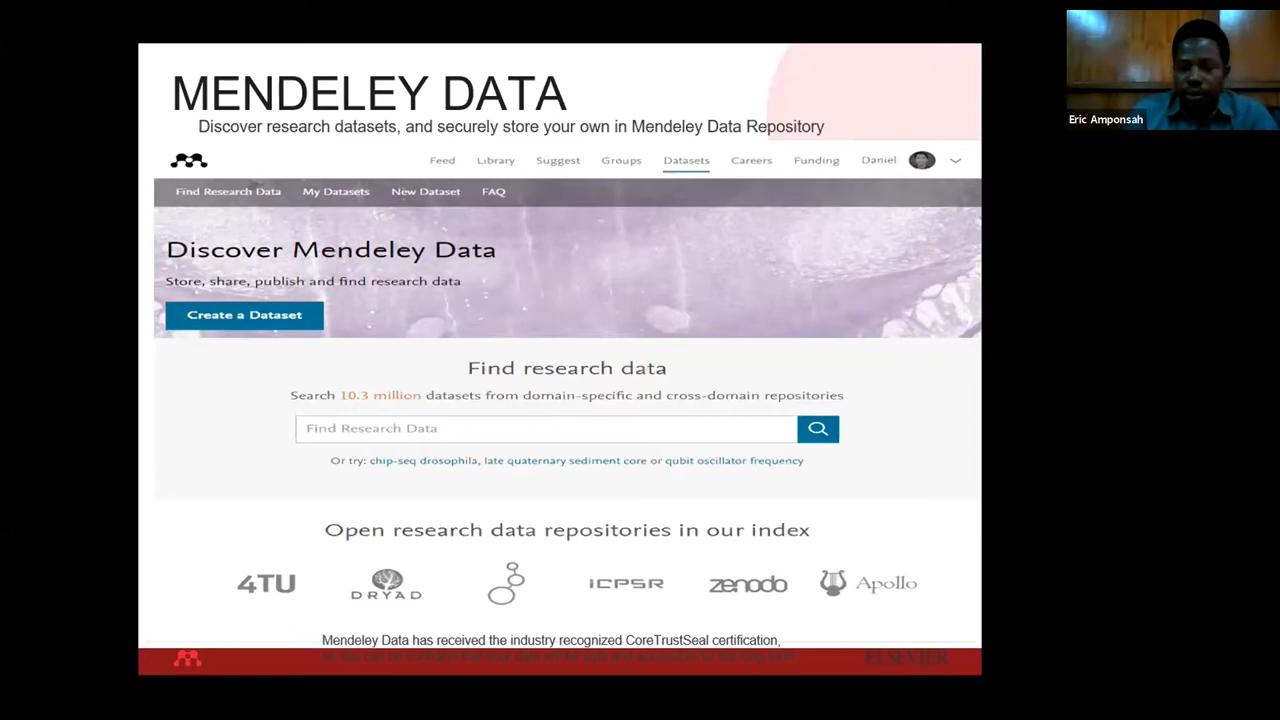 MENDELEY DATA
Discover research datasets, and securely store your own in Mendeley Data Repository
Feed Library Suggest Groups Datasets Careers Funding Daniel
Find Research Data My Datasets New Dataset FAQ
Discover Mendeley Data
Store, share, publish and find research data
Create a Dataset
Find research data
Search 10.3 million datasets from domain-specific and cross-domain repositories
Find Research Data
Or try: chip-seq drosophila, late quaternary sediment core or qubit oscillator frequency
Open research data repositories in our index
4TU DRYAD ICPSR zenodo Apollo
Mendeley Data has received the industry recognized CoreTrustSeal certification,
ELSEVIER
Eric Amponsah